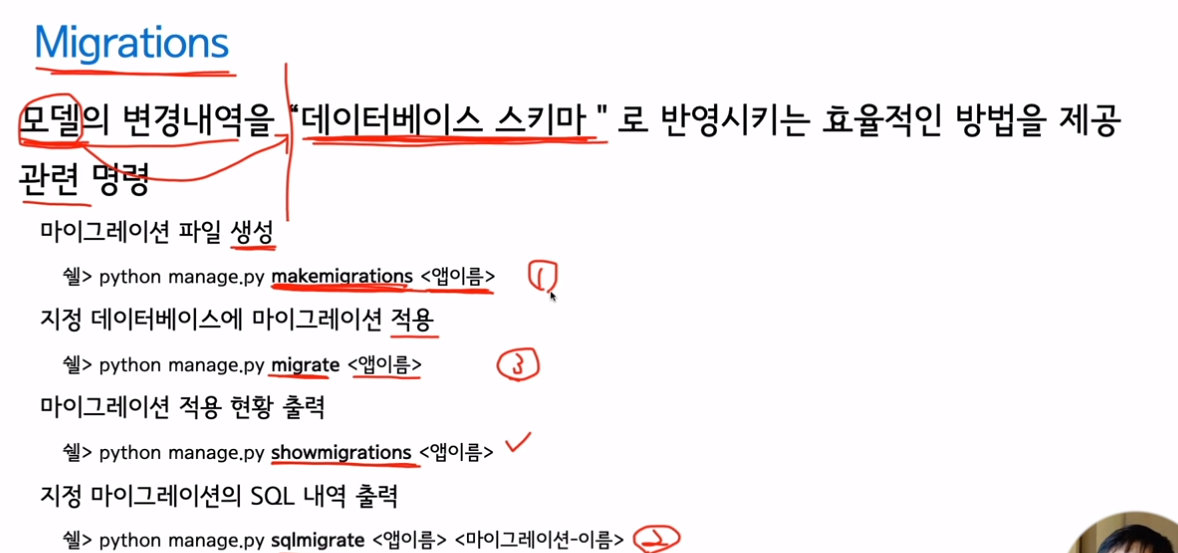 Migrations
모델의 변경내역을 “데이터베이스 스키마" 로 반영시키는 효율적인 방법을 제공
관련 명령
마이그레이션 파일 생성
쉘> python manage.py makemigrations <앱이름> 1
지정 데이터베이스에 마이그레이션 적용
쉘> python manage.py migrate <앱이름> 3
마이그레이션 적용 현황 출력
쉘> python manage.py showmigrations <앱이름>
지정 마이그레이션의 SQL 내역 출력
쉘> python manage.py sqlmigrate <앱이름> <마이그레이션-이름> 2